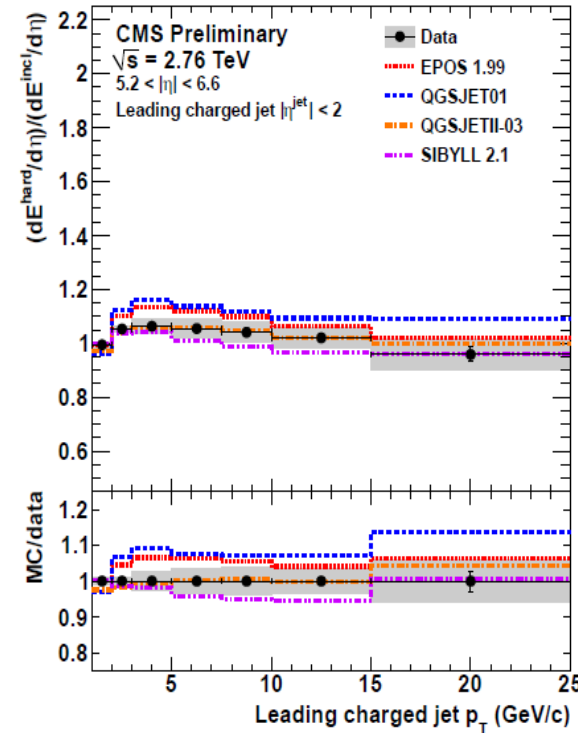 (dE^hard/dη)/(dE^incl/dη)
2.2
2
1.8
1.6
1.4
1.2
1
0.8
0.6
CMS Preliminary
√s = 2.76 TeV
5.2 < |η| < 6.6
Leading charged jet |η^jet| < 2
Data
EPOS 1.99
QGSJET01
QGSJETII-03
SIBYLL 2.1
MC/data
1.2
1.1
1
0.9
0.8
5 10 15 20 25
Leading charged jet p_T (GeV/c)